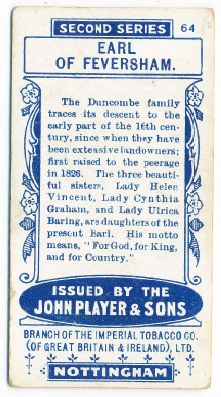 SECOND SERIES 64
EARL
OF FEVERSHAM.
The Duncombe family
traces its descent to the
early part of the 16th cen-
tury, since when they have
been extensive landowners;
first raised to the peerage
in 1826. The three beauti-
ful sisters, Lady Helen
Vincent, Lady Cynthia
Graham, and Lady Ulrica
Baring, are daughters of the
present Earl. His motto
means, "For God, for King,
and for Country."
ISSUED BY THE
JOHN PLAYER & SONS
BRANCH OF THE IMPERIAL TOBACCO CO.
(OF GREAT BRITAIN & IRELAND), LTD.
NOTTINGHAM